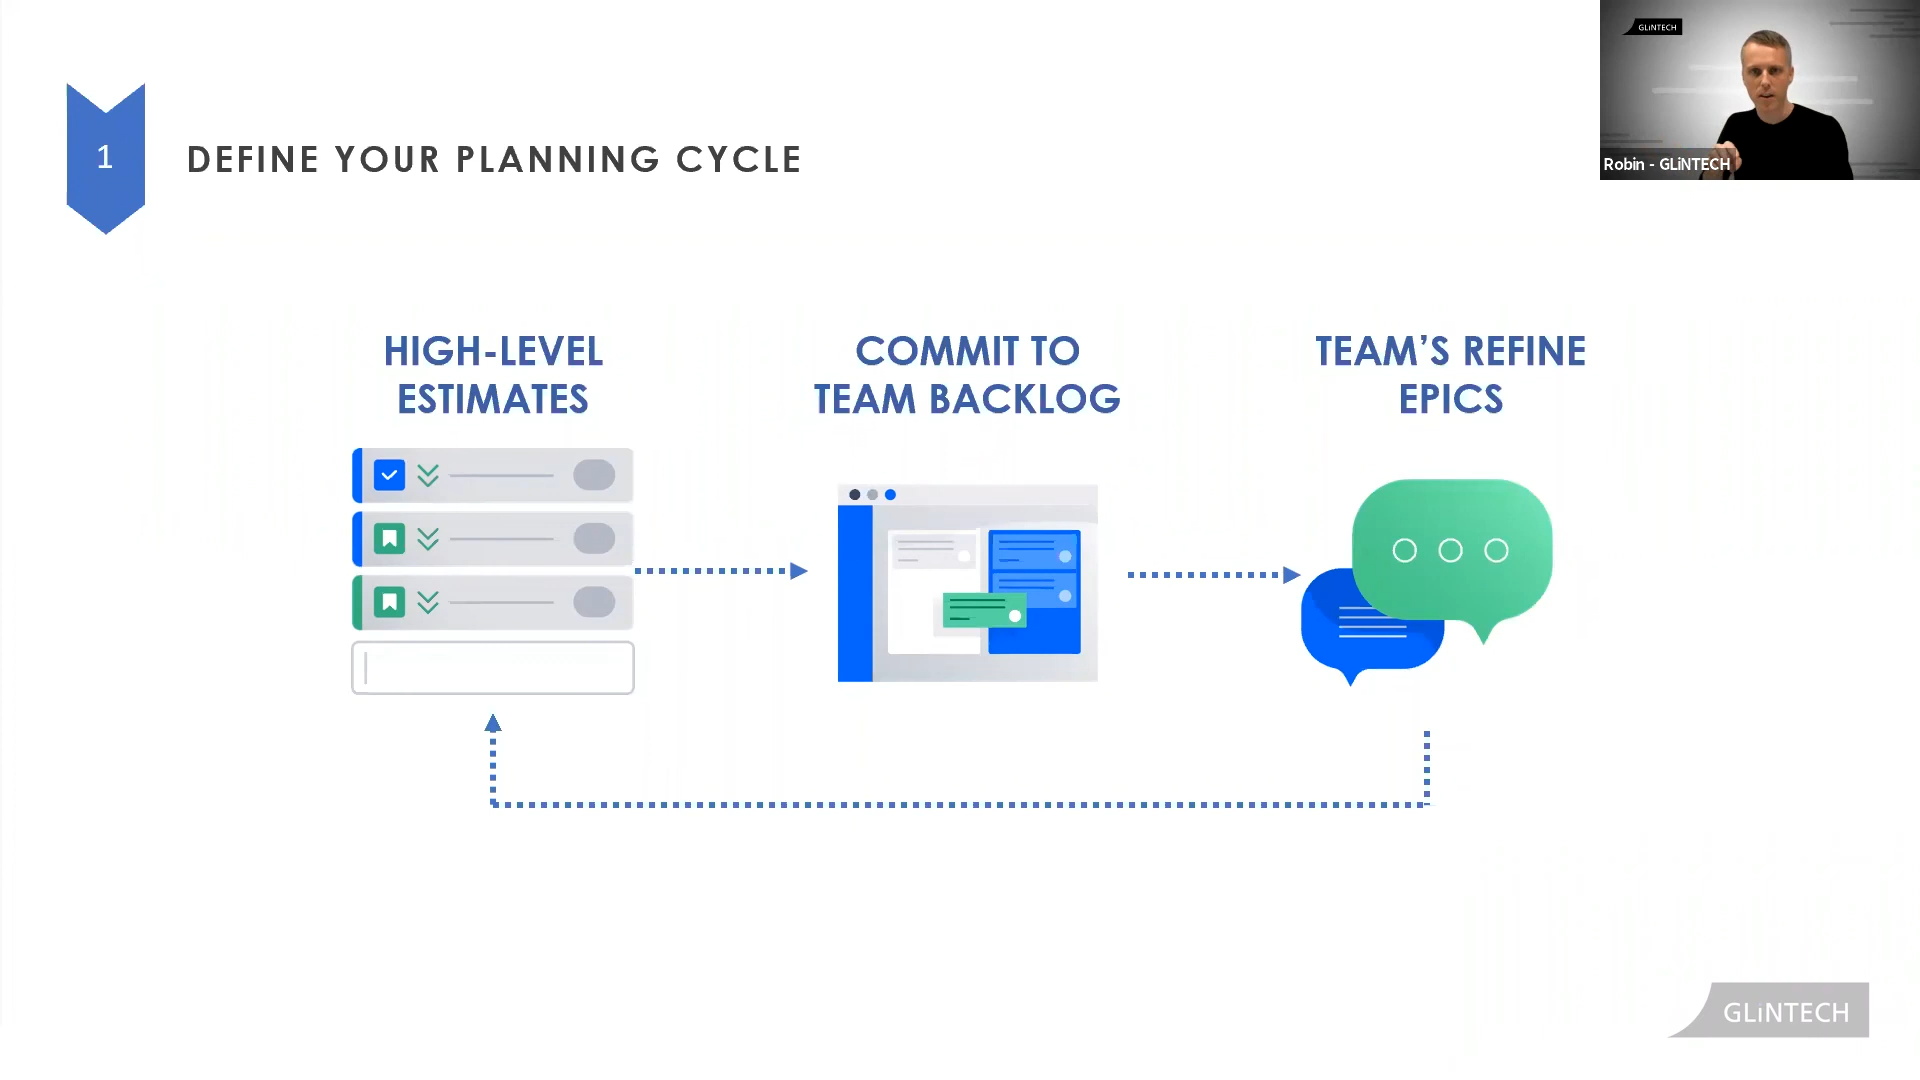 1
DEFINE YOUR PLANNING CYCLE
GLiNTECH
Robin - GLiNTECH
HIGH-LEVEL
ESTIMATES
COMMIT TO
TEAM BACKLOG
TEAM’S REFINE
EPICS
GLiNTECH